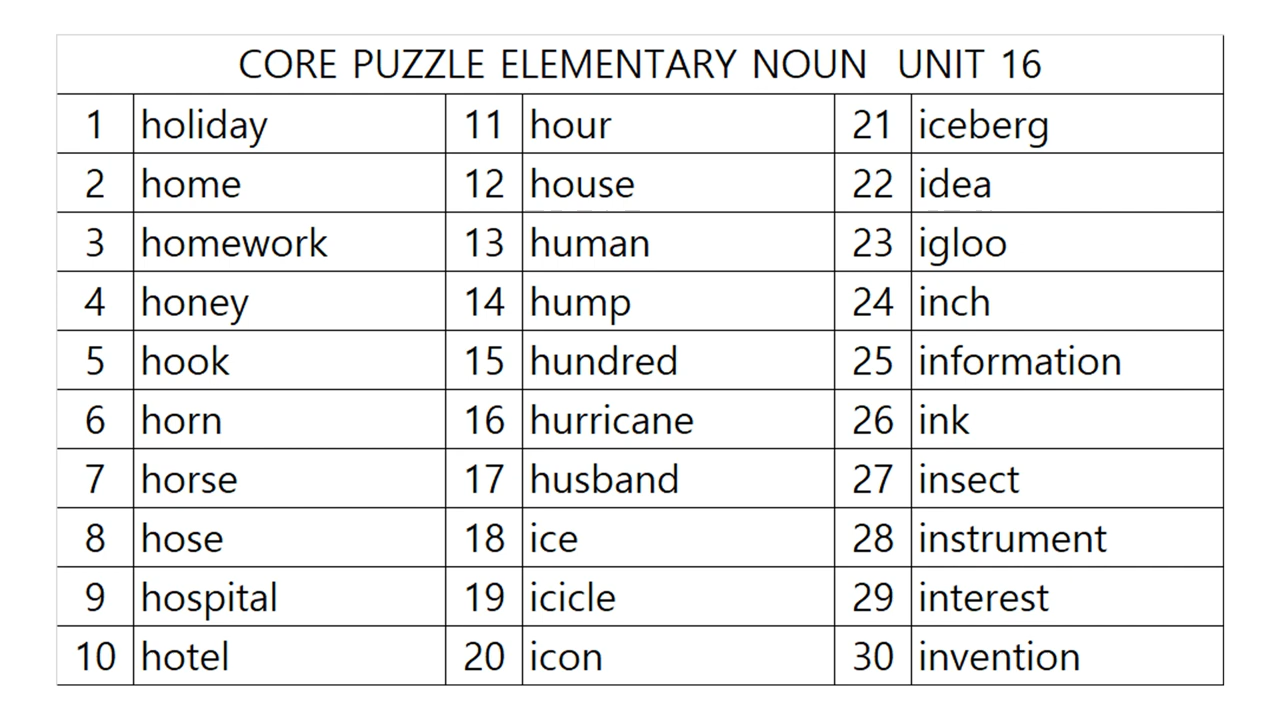 CORE PUZZLE ELEMENTARY NOUN  UNIT 16
1 holiday 11 hour 21 iceberg
2 home 12 house 22 idea
3 homework 13 human 23 igloo
4 honey 14 hump 24 inch
5 hook 15 hundred 25 information
6 horn 16 hurricane 26 ink
7 horse 17 husband 27 insect
8 hose 18 ice 28 instrument
9 hospital 19 icicle 29 interest
10 hotel 20 icon 30 invention